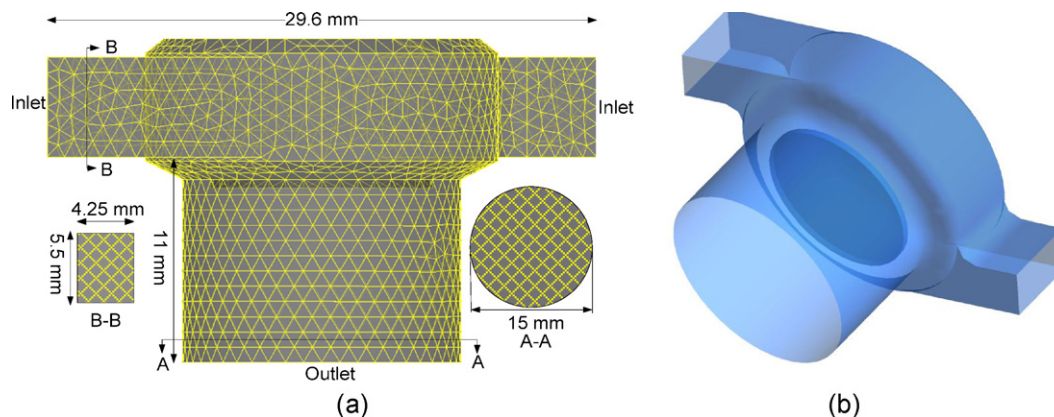 29.6 mm
B
Inlet
Inlet
B
4.25 mm
5.5 mm
11 mm
B-B
15 mm
A-A
A
A
Outlet
(a)
(b)